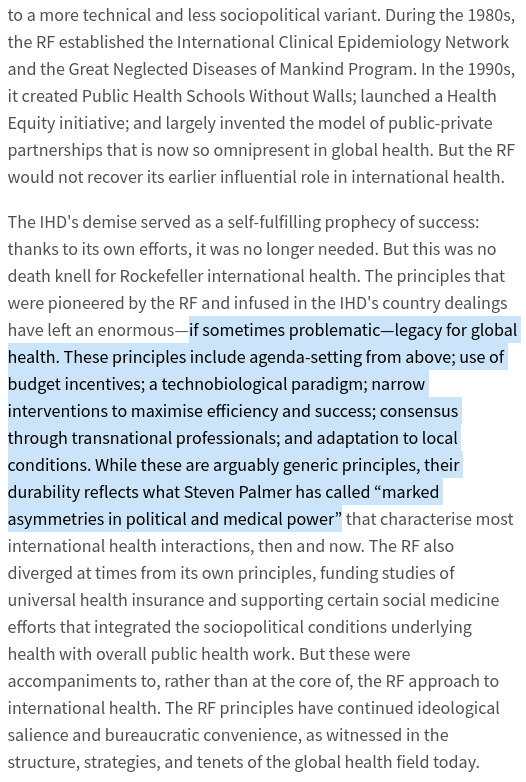 to a more technical and less sociopolitical variant. During the 1980s,
the RF established the International Clinical Epidemiology Network
and the Great Neglected Diseases of Mankind Program. In the 1990s,
it created Public Health Schools Without Walls; launched a Health
Equity initiative; and largely invented the model of public-private
partnerships that is now so omnipresent in global health. But the RF
would not recover its earlier influential role in international health.
The IHD's demise served as a self-fulfilling prophecy of success:
thanks to its own efforts, it was no longer needed. But this was no
death knell for Rockefeller international health. The principles that
were pioneered by the RF and infused in the IHD's country dealings
have left an enormous—if sometimes problematic—legacy for global
health. These principles include agenda-setting from above; use of
budget incentives; a technobiological paradigm; narrow
interventions to maximise efficiency and success; consensus
through transnational professionals; and adaptation to local
conditions. While these are arguably generic principles, their
durability reflects what Steven Palmer has called “marked
asymmetries in political and medical power” that characterise most
international health interactions, then and now. The RF also
diverged at times from its own principles, funding studies of
universal health insurance and supporting certain social medicine
efforts that integrated the sociopolitical conditions underlying
health with overall public health work. But these were
accompaniments to, rather than at the core of, the RF approach to
international health. The RF principles have continued ideological
salience and bureaucratic convenience, as witnessed in the
structure, strategies, and tenets of the global health field today.